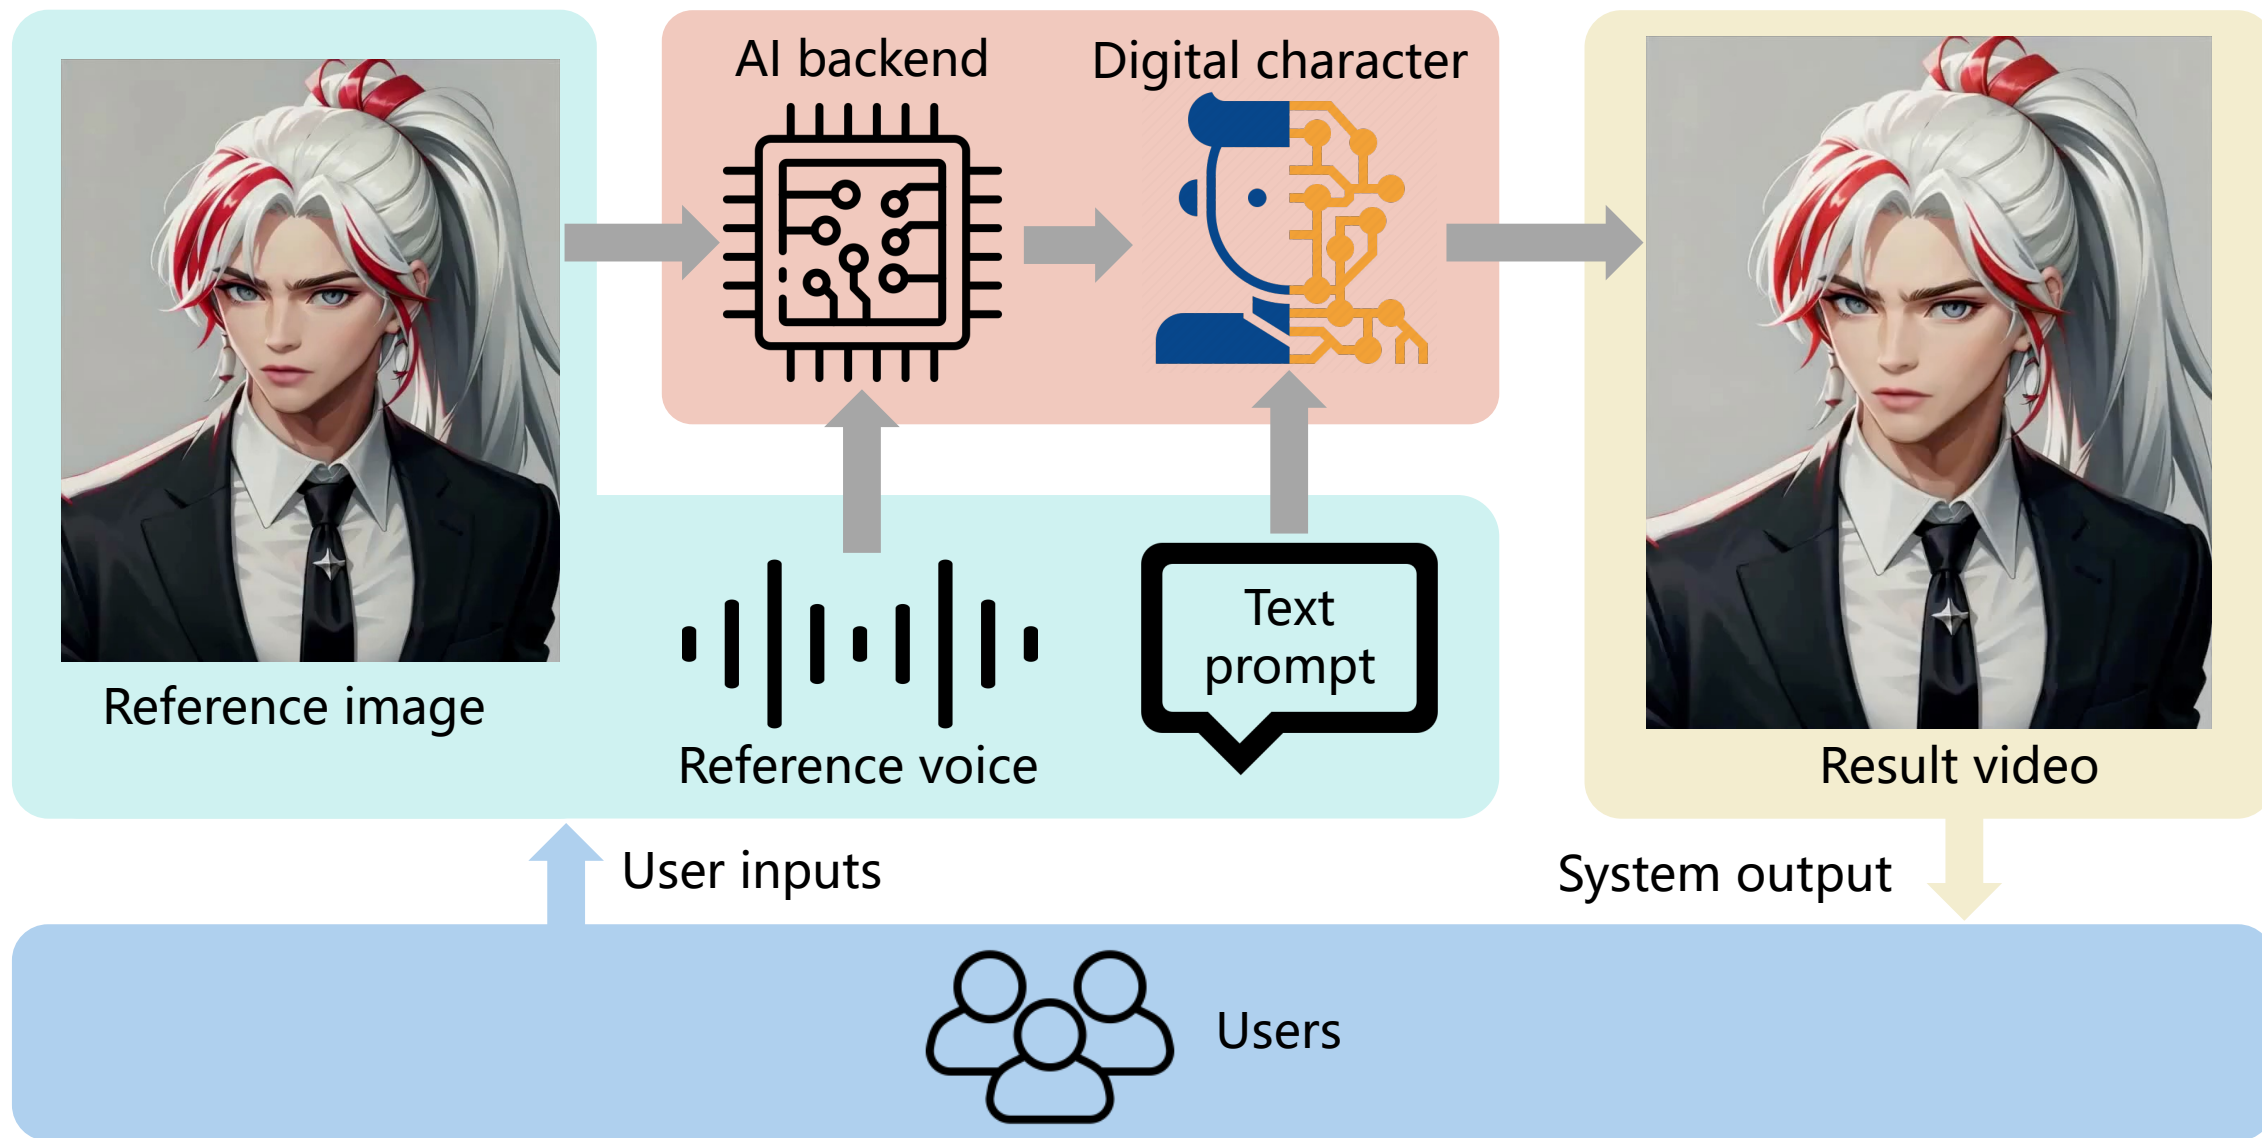 AI backend
Digital character
Reference image
Reference voice
Text
prompt
Result video
User inputs
System output
Users